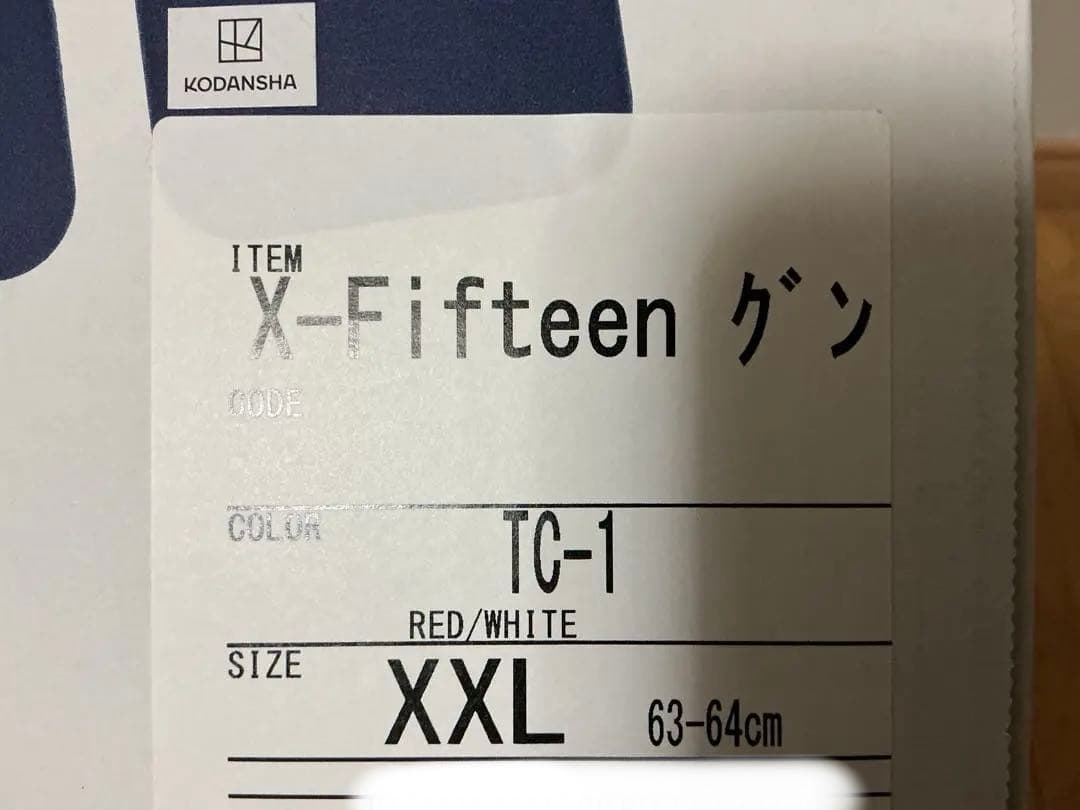 KODANSHA
ITEM
X-Fifteen グン
CODE
COLOR
TC-1
RED/WHITE
SIZE
XXL 63-64cm